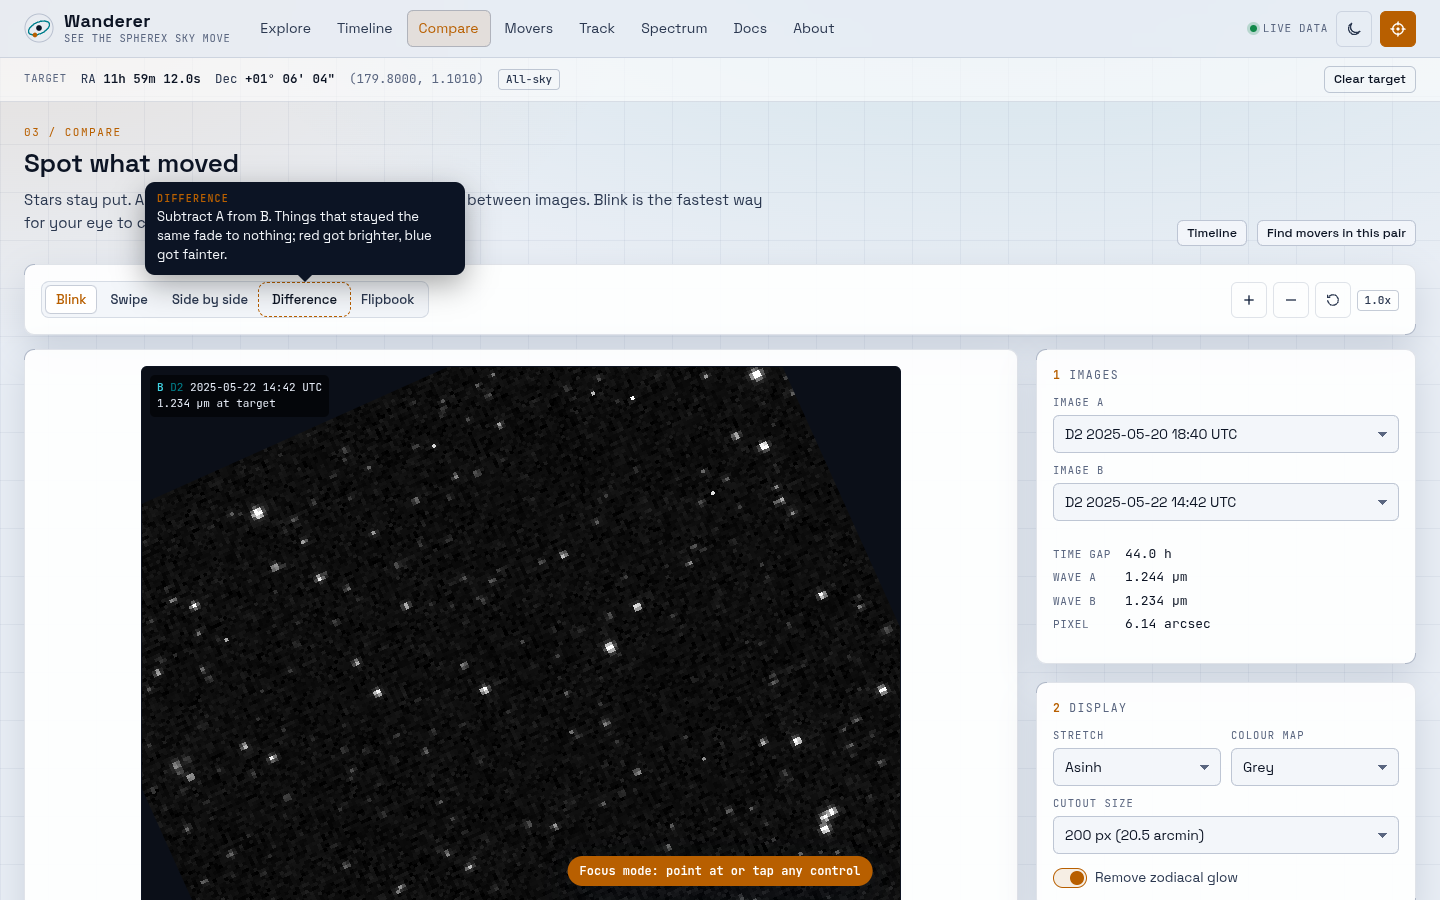 Wanderer
SEE THE SPHEREX SKY MOVE
Explore
Timeline
Compare
Movers
Track
Spectrum
Docs
About
LIVE DATA
TARGET RA 11h 59m 12.0s Dec +01° 06' 04" (179.8000, 1.1010) All-sky
Clear target
03 / COMPARE
Spot what moved
Stars stay put. A
between images. Blink is the fastest way
for your eye to c
DIFFERENCE
Subtract A from B. Things that stayed the
same fade to nothing; red got brighter, blue
got fainter.
Timeline
Find movers in this pair
Blink
Swipe
Side by side
Difference
Flipbook
+
−
1.0x
B D2 2025-05-22 14:42 UTC
1.234 µm at target
Focus mode: point at or tap any control
1 IMAGES
IMAGE A
D2 2025-05-20 18:40 UTC
IMAGE B
D2 2025-05-22 14:42 UTC
TIME GAP 44.0 h
WAVE A 1.244 µm
WAVE B 1.234 µm
PIXEL 6.14 arcsec
2 DISPLAY
STRETCH
Asinh
COLOUR MAP
Grey
CUTOUT SIZE
200 px (20.5 arcmin)
Remove zodiacal glow